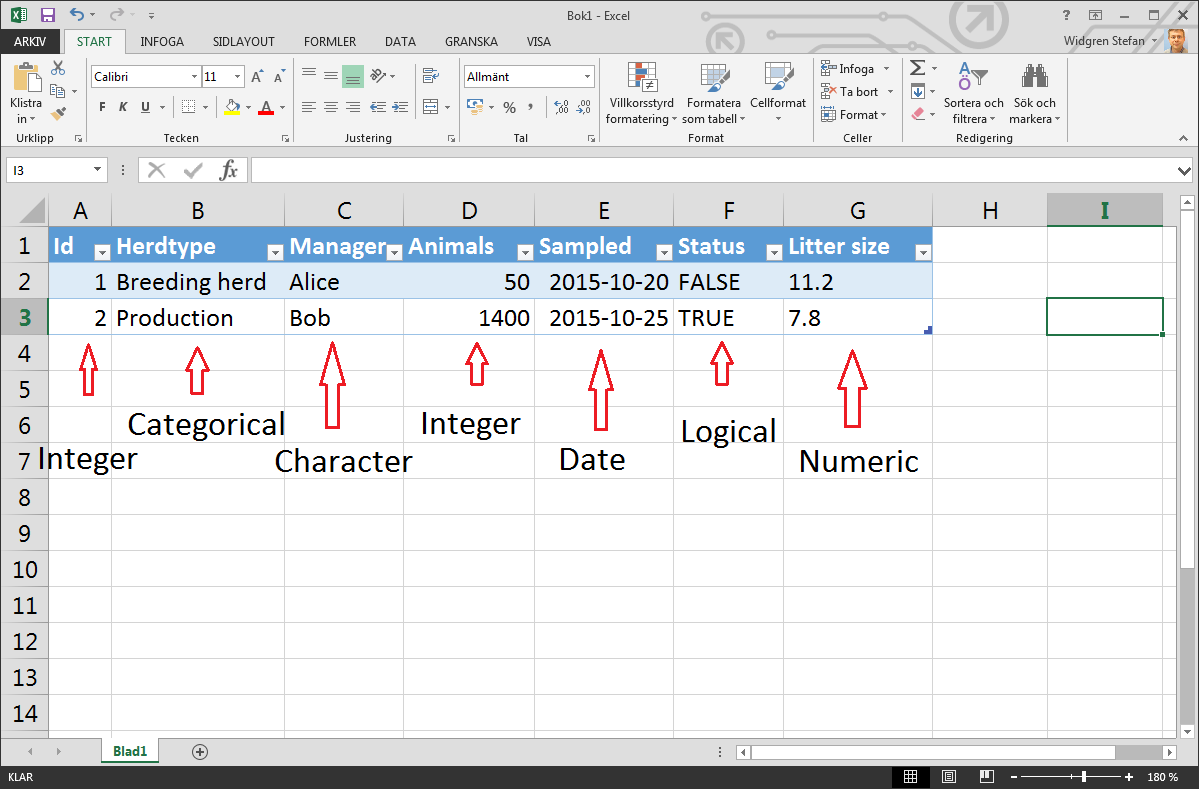 Bok1 - Excel
?
ARKIV START INFOGA SIDLAYOUT FORMLER DATA GRANSKA VISA Widgren Stefan
Klistra in
Urklipp
Calibri 11 A A
F K U A
Tecken
Justering
Allmänt
%
Tal
Villkorsstyrd formatering
Formatera som tabell
Cellformat
Format
Infoga
Ta bort
Format
Celler
Sortera och filtrera
Sök och markera
Redigering
I3 fx
A B C D E F G H I
1 Id Herdtype Manager Animals Sampled Status Litter size
2 1 Breeding herd Alice 50 2015-10-20 FALSE 11.2
3 2 Production Bob 1400 2015-10-25 TRUE 7.8
4
5
6 Categorical Integer Logical
7 Integer Character Date Numeric
8
9
10
11
12
13
14
Blad1
KLAR 180 %